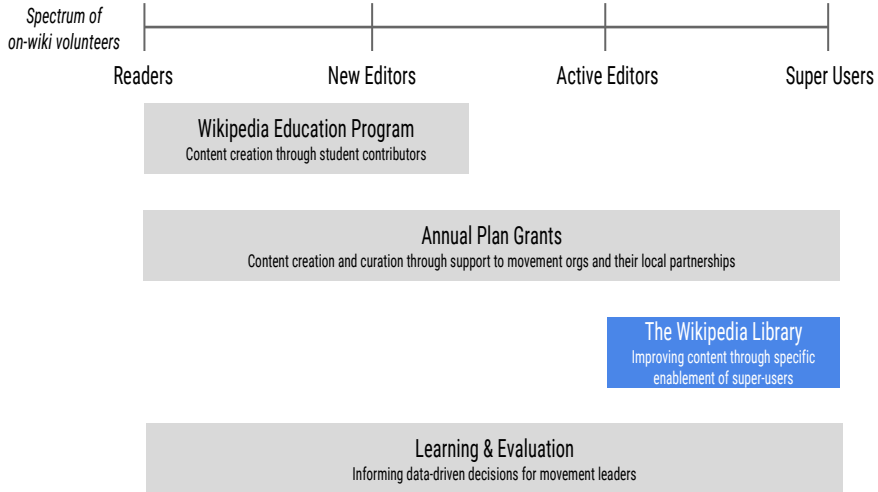 Spectrum of
on-wiki volunteers
Readers
New Editors
Active Editors
Super Users
Wikipedia Education Program
Content creation through student contributors
Annual Plan Grants
Content creation and curation through support to movement orgs and their local partnerships
The Wikipedia Library
Improving content through specific
enablement of super-users
Learning & Evaluation
Informing data-driven decisions for movement leaders